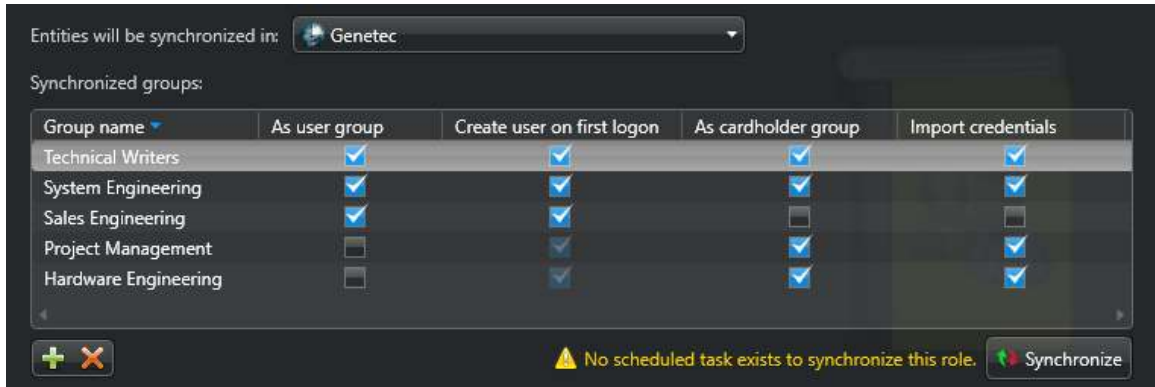 Entities will be synchronized in: Genetec
Synchronized groups:
Group name As user group Create user on first logon As cardholder group Import credentials
Technical Writers
System Engineering
Sales Engineering
Project Management
Hardware Engineering
No scheduled task exists to synchronize this role. Synchronize